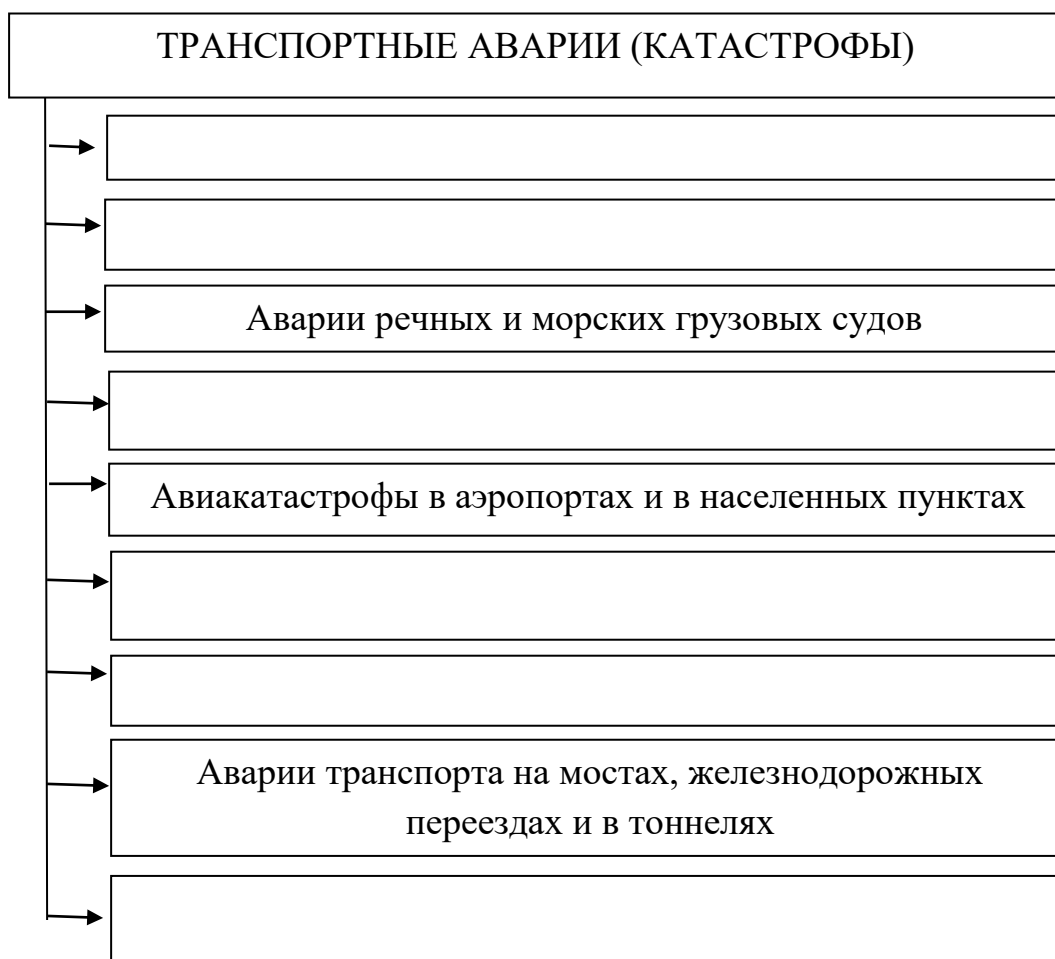 ТРАНСПОРТНЫЕ АВАРИИ (КАТАСТРОФЫ)
Аварии речных и морских грузовых судов
Авиакатастрофы в аэропортах и в населенных пунктах
Аварии транспорта на мостах, железнодорожных
переездах и в тоннелях